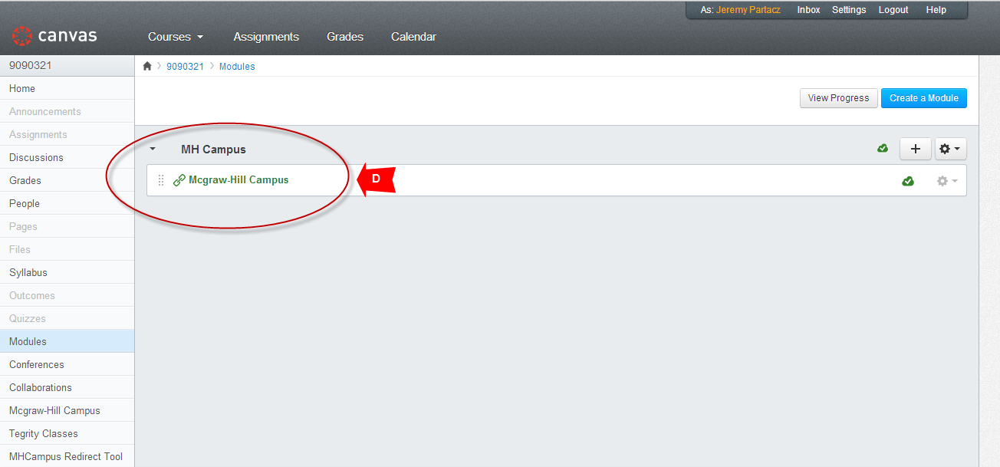 As: Jeremy Partacz Inbox Settings Logout Help
canvas Courses Assignments Grades Calendar
9090321
9090321 Modules
Home
Announcements
Assignments
Discussions
Grades
People
Pages
Files
Syllabus
Outcomes
Quizzes
Modules
Conferences
Collaborations
Mcgraw-Hill Campus
Tegrity Classes
MHCampus Redirect Tool
View Progress Create a Module
MH Campus
Mcgraw-Hill Campus D